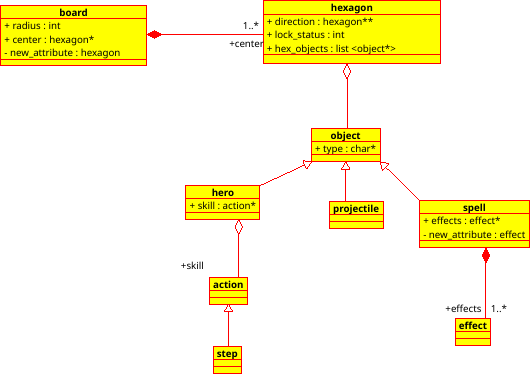 board
+ radius : int
+ center : hexagon*
- new_attribute : hexagon
1..*
+center
hexagon
+ direction : hexagon**
+ lock_status : int
+ hex_objects : list <object*>
object
+ type : char*
hero
+ skill : action*
projectile
spell
+ effects : effect*
- new_attribute : effect
+skill
action
+effects
1..*
effect
step